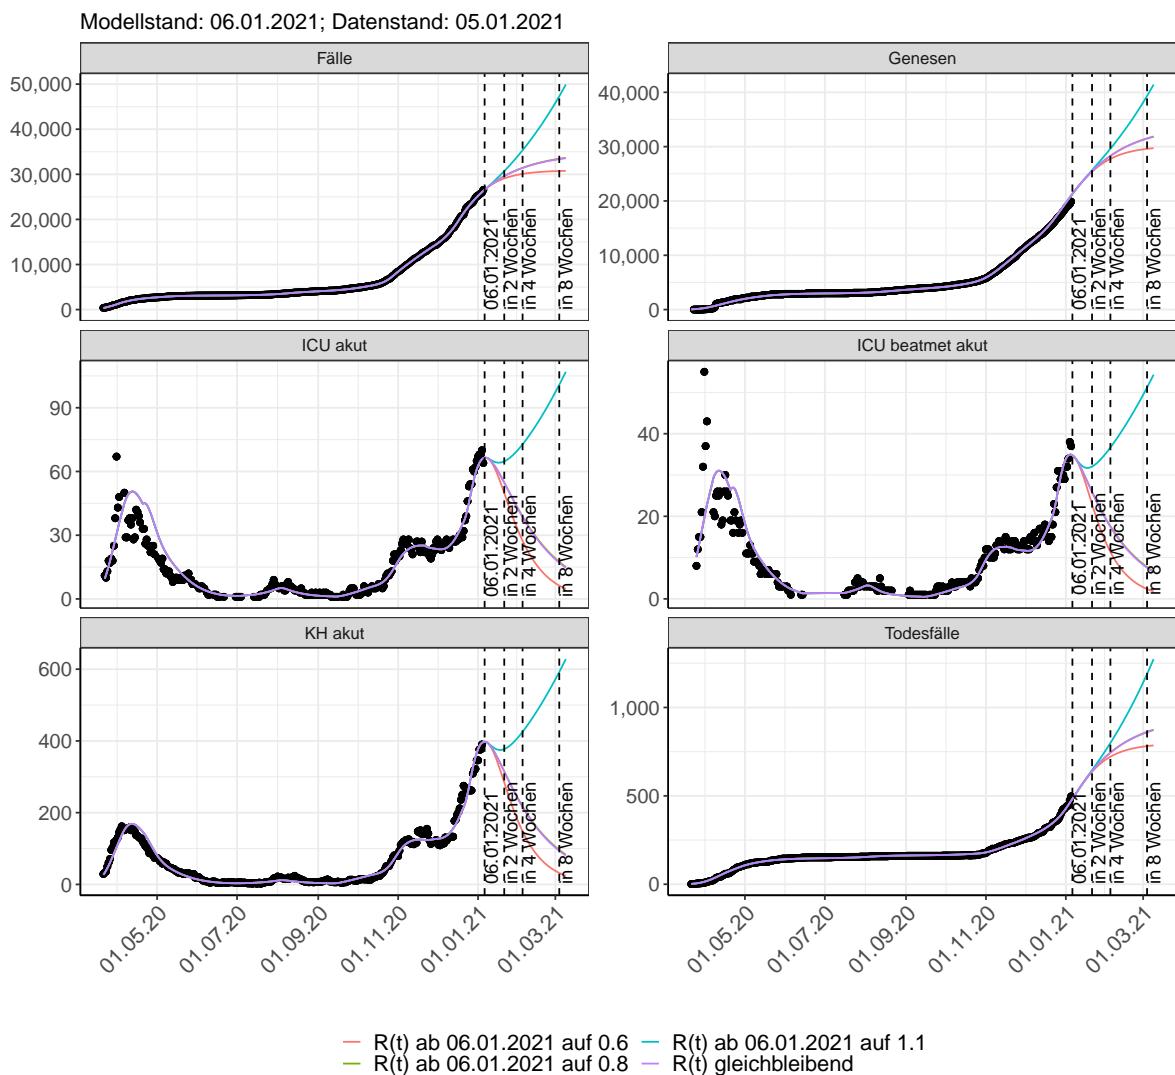 Modellstand: 06.01.2021; Datenstand: 05.01.2021
Fälle
Genesen
50,000
40,000
30,000
20,000
10,000
0
06.01.2021
in 2 Wochen
in 4 Wochen
in 8 Wochen
40,000
30,000
20,000
10,000
0
06.01.2021
in 2 Wochen
in 4 Wochen
in 8 Wochen
ICU akut
ICU beatmet akut
90
60
30
0
06.01.2021
in 2 Wochen
in 4 Wochen
in 8 Wochen
40
20
0
06.01.2021
in 2 Wochen
in 4 Wochen
in 8 Wochen
KH akut
Todesfälle
600
400
200
0
06.01.2021
in 2 Wochen
in 4 Wochen
in 8 Wochen
1,000
500
0
06.01.2021
in 2 Wochen
in 4 Wochen
in 8 Wochen
01.05.20 01.07.20 01.09.20 01.11.20 01.01.21 01.03.21
01.05.20 01.07.20 01.09.20 01.11.20 01.01.21 01.03.21
R(t) ab 06.01.2021 auf 0.6 R(t) ab 06.01.2021 auf 1.1
R(t) ab 06.01.2021 auf 0.8 R(t) gleichbleibend